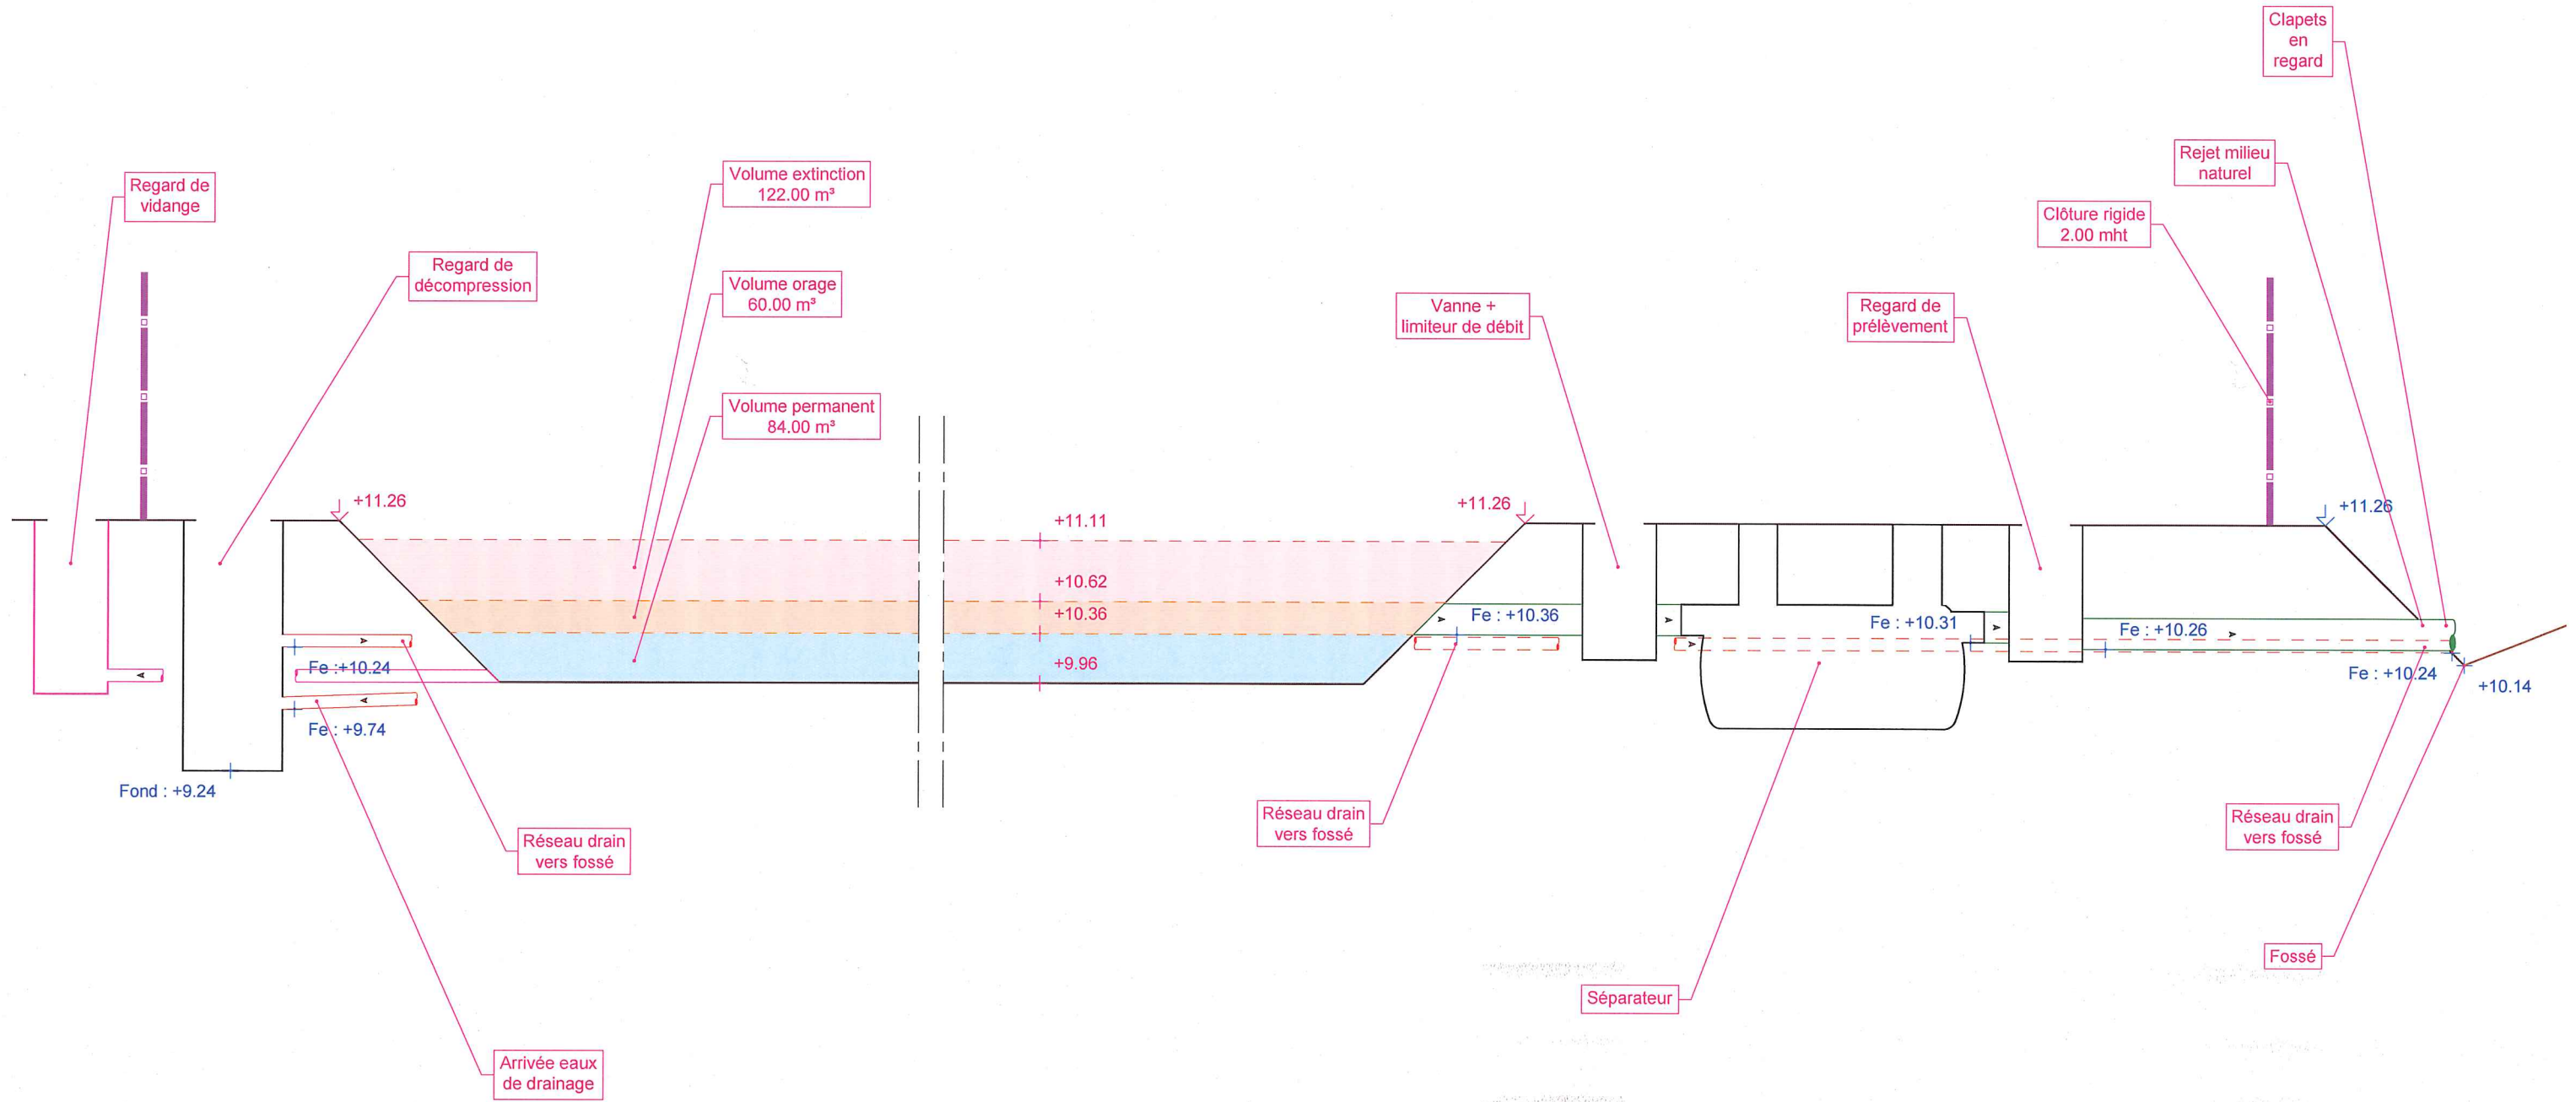 Clapets
en
regard
Rejet milieu
naturel
Volume extinction
122.00 m³
Regard de
vidange
Clôture rigide
2.00 mht
Regard de
décompression
Volume orage
60.00 m³
Vanne +
limiteur de débit
Regard de
prélèvement
Volume permanent
84.00 m³
+11.26
+11.11
+11.26
+11.26
+10.62
+10.36
+9.96
Fe : +10.36
Fe : +10.31
Fe : +10.26
Fe :+10.24
Fe : +10.24
+10.14
Fe : +9.74
Fond : +9.24
A
A
A
A
A
A
A
A
Réseau drain
vers fossé
Réseau drain
vers fossé
Réseau drain
vers fossé
Fossé
Séparateur
Arrivée eaux
de drainage